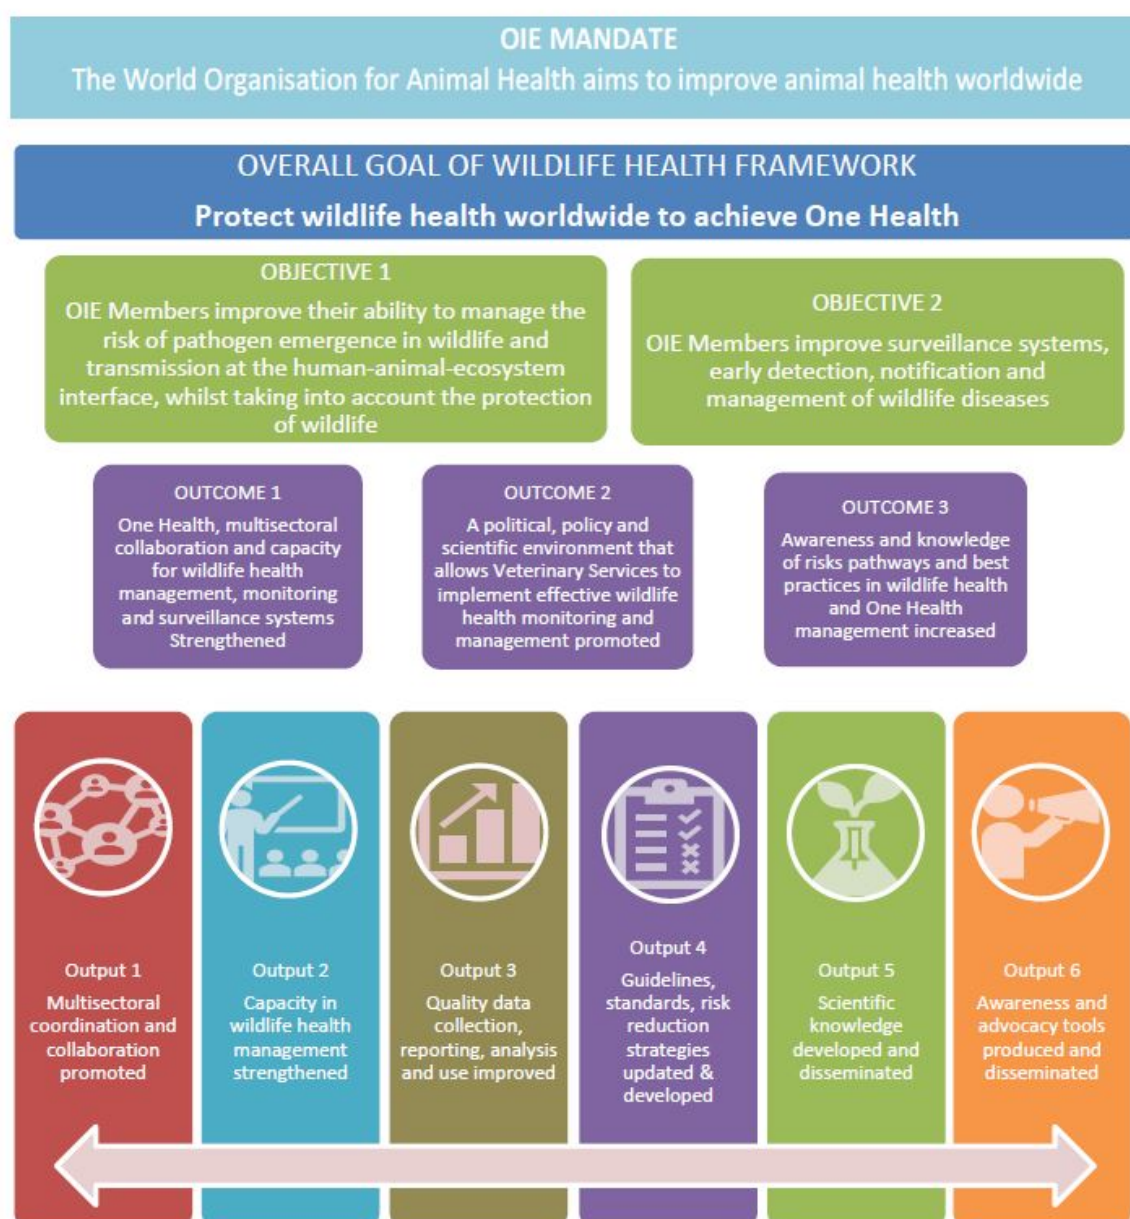 OIE MANDATE
The World Organisation for Animal Health aims to improve animal health worldwide
OVERALL GOAL OF WILDLIFE HEALTH FRAMEWORK
Protect wildlife health worldwide to achieve One Health
OBJECTIVE 1
OIE Members improve their ability to manage the
risk of pathogen emergence in wildlife and
transmission at the human-animal-ecosystem
interface, whilst taking into account the protection
of wildlife
OBJECTIVE 2
OIE Members improve surveillance systems,
early detection, notification and
management of wildlife diseases
OUTCOME 1
One Health, multisectoral
collaboration and capacity
for wildlife health
management, monitoring
and surveillance systems
Strengthened
OUTCOME 2
A political, policy and
scientific environment that
allows Veterinary Services to
implement effective wildlife
health monitoring and
management promoted
OUTCOME 3
Awareness and knowledge
of risks pathways and best
practices in wildlife health
and One Health
management increased
Output 1
Multisectoral
coordination and
collaboration
promoted
Output 2
Capacity in
wildlife health
management
strengthened
Output 3
Quality data
collection,
reporting, analysis
and use improved
Output 4
Guidelines,
standards, risk
reduction
strategies
updated &
developed
Output 5
Scientific
knowledge
developed and
disseminated
Output 6
Awareness and
advocacy tools
produced and
disseminated